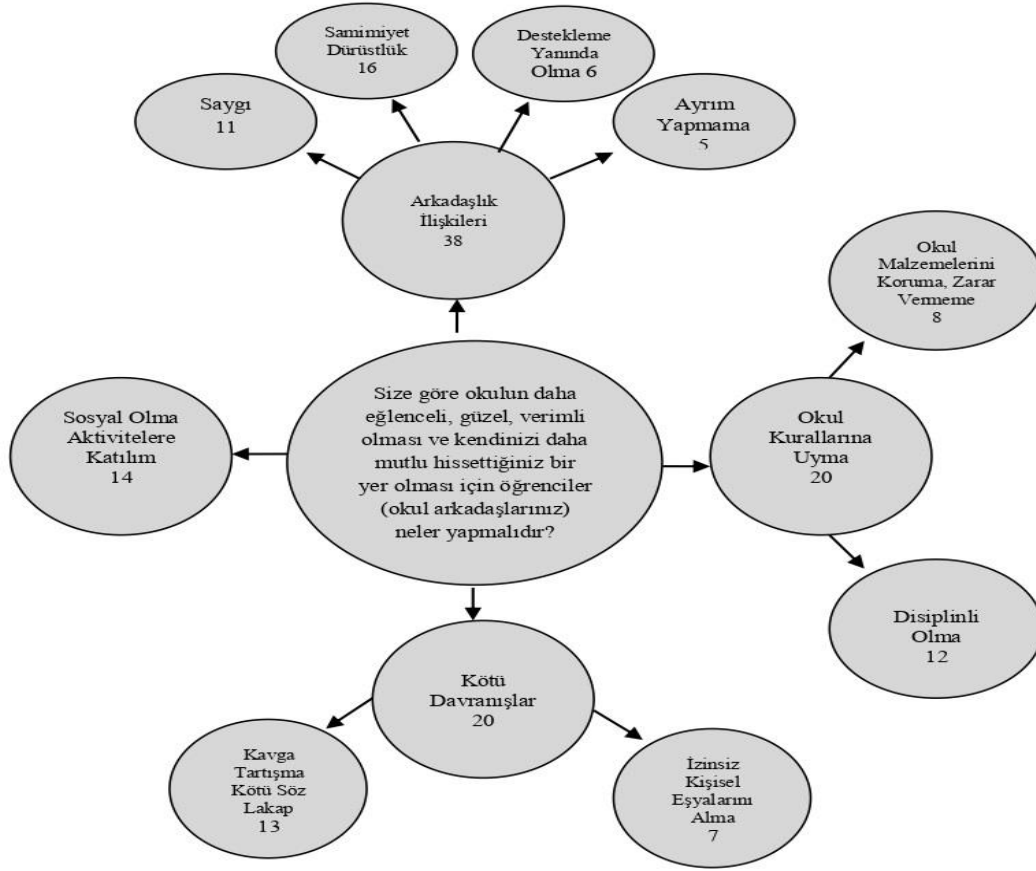 Samimiyet
Dürüstlük
16
Destekleme
Yanında
Olma 6
Saygı
11
Ayrım
Yapmama
5
Arkadaşlık
İlişkileri
38
Okul
Malzemelerini
Koruma, Zarar
Vermeme
8
Sosyal Olma
Aktivitelere
Katılım
14
Size göre okulun daha
eğlenceli, güzel, verimli
olması ve kendinizi daha
mutlu hissettiğiniz bir
yer olması için öğrenciler
(okul arkadaşlarınız)
neler yapmalıdır?
Okul
Kurallarına
Uyma
20
Disiplinli
Olma
12
Kötü
Davranışlar
20
Kavga
Tartışma
Kötü Söz
Lakap
13
İzinsiz
Kişisel
Eşyalarını
Alma
7